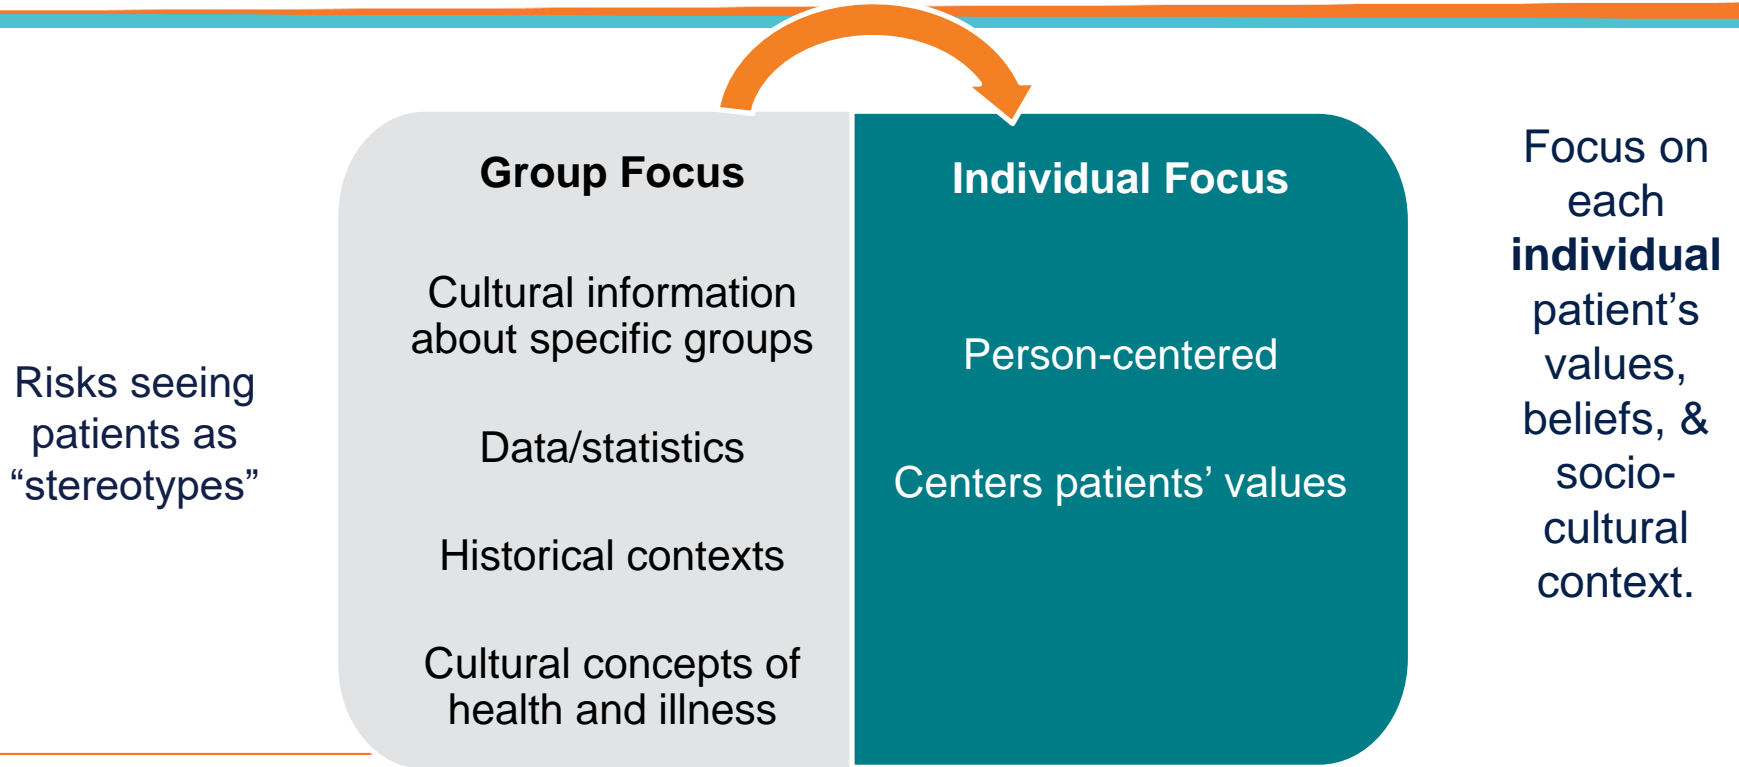 Risks seeing
patients as
“stereotypes”
Group Focus
Cultural information
about specific groups
Data/statistics
Historical contexts
Cultural concepts of
health and illness
Individual Focus
Person-centered
Centers patients’ values
Focus on
each
individual
patient’s
values,
beliefs, &
socio-
cultural
context.